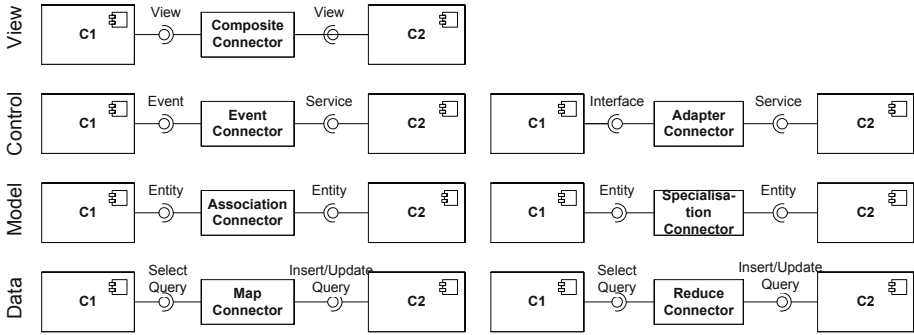 View
C1
View
Composite
Connector
View
C2
Control
C1
Event
Event
Connector
Service
C2
C1
Interface
Adapter
Connector
Service
C2
Model
C1
Entity
Association
Connector
Entity
C2
C1
Entity
Specialisa-
tion
Connector
Entity
C2
Data
C1
Select
Query
Map
Connector
Insert/Update
Query
C2
C1
Select
Query
Reduce
Connector
Insert/Update
Query
C2